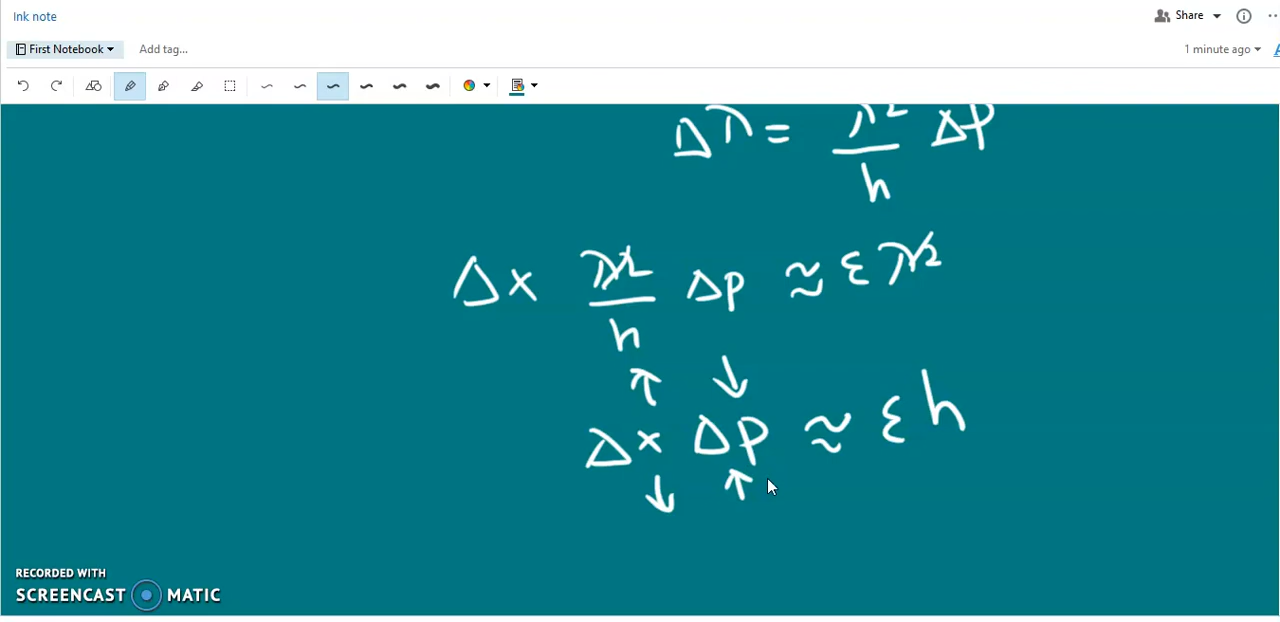 Ink note
Share
First Notebook
Add tag...
1 minute ago
Δλ = λ²/h Δp
Δx λ²/h Δp ≈ ε λ²
↑ ↓
Δx Δp ≈ ε h
↓ ↑
RECORDED WITH
SCREENCAST MATIC